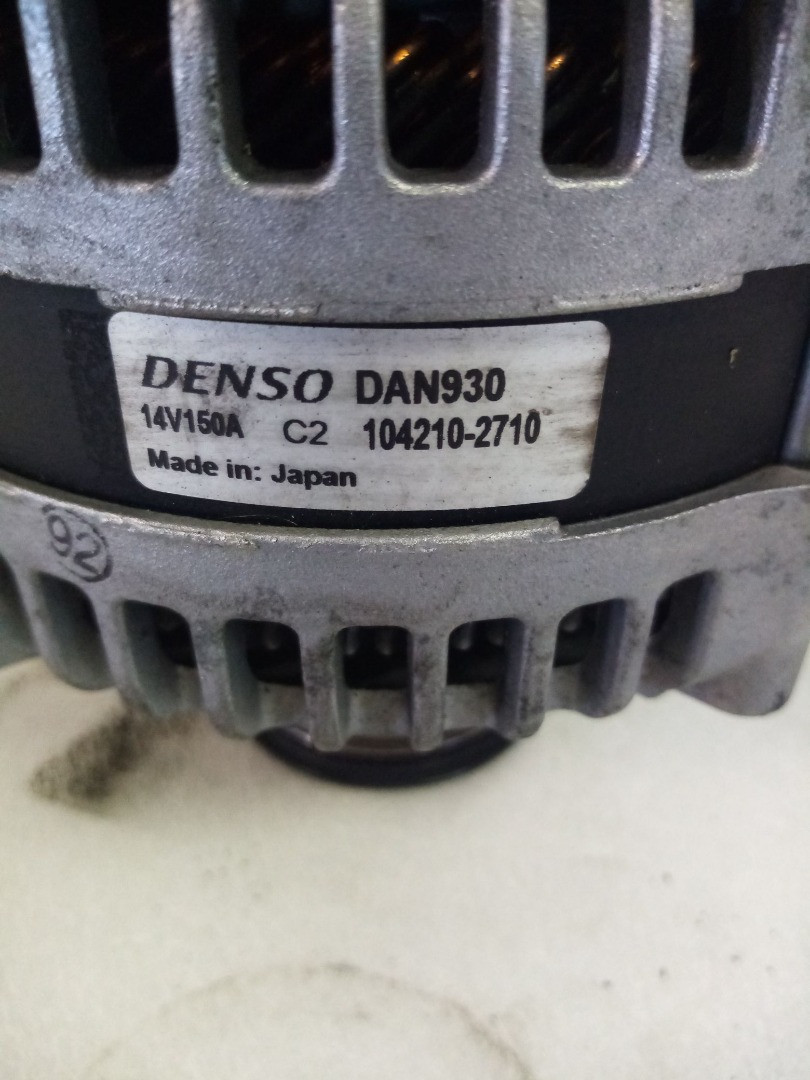 DENSO DAN930
14V150A C2 104210-2710
Made in: Japan
92